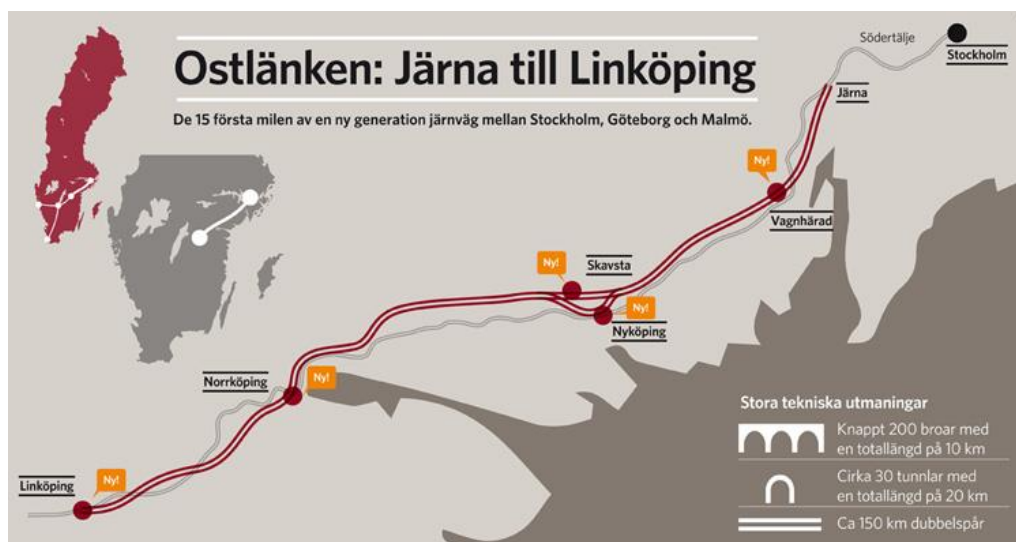 Ostlänken: Järna till Linköping
De 15 första milen av en ny generation järnväg mellan Stockholm, Göteborg och Malmö.
Södertälje
Stockholm
Järna
Ny!
Vagnhärad
Ny!
Skavsta
Ny!
Nyköping
Norrköping
Ny!
Linköping
Ny!
Stora tekniska utmaningar
Knappt 200 broar med
en totallängd på 10 km
Cirka 30 tunnlar med
en totallängd på 20 km
Ca 150 km dubbelspår